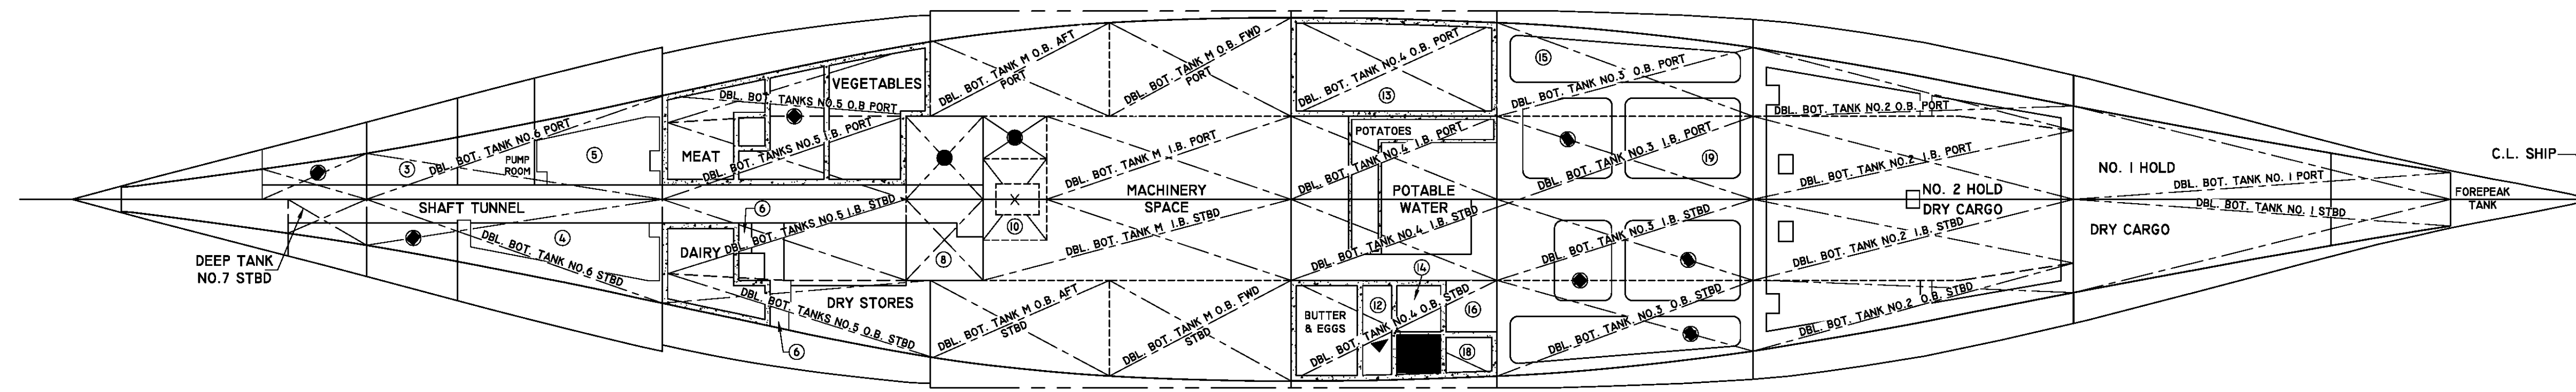 DEEP TANK
NO.7 STBD
③
DBL. BOT. TANK NO.6 PORT
PUMP
ROOM
⑤
SHAFT TUNNEL
④
DBL. BOT. TANK NO.6 STBD
VEGETABLES
DBL. BOT. TANKS NO.5 O.B PORT
MEAT
DBL. BOT. TANKS NO.5 I.B. PORT
⑥
DBL. BOT. TANKS NO.5 I.B. STBD
DAIRY
DRY STORES
DBL. BOT. TANKS NO.5 O.B. STBD
⑥
⑧
⑩
DBL. BOT. TANK M O.B. AFT
PORT
DBL. BOT. TANK M O.B. FWD
PORT
DBL. BOT. TANK M I.B. PORT
MACHINERY
SPACE
DBL. BOT. TANK M I.B. STBD
DBL. BOT. TANK M O.B. AFT
STBD
DBL. BOT. TANK M O.B. FWD
STBD
DBL. BOT. TANK NO.4 O.B. PORT
⑬
POTATOES
DBL. BOT. TANK NO.4 I.B. PORT
POTABLE
WATER
DBL. BOT. TANK NO.4 I.B. STBD
⑭
BUTTER
& EGGS
⑫
DBL. BOT. TANK NO.4 O.B. STBD
⑯
⑱
⑮
DBL. BOT. TANK NO.3 O.B. PORT
DBL. BOT. TANK NO.3 I.B. PORT
⑲
DBL. BOT. TANK NO.3 I.B. STBD
DBL. BOT. TANK NO.3 O.B. STBD
DBL. BOT. TANK NO.2 O.B. PORT
DBL. BOT. TANK NO.2 I.B. PORT
NO. 2 HOLD
DRY CARGO
DBL. BOT. TANK NO.2 I.B. STBD
DBL. BOT. TANK NO.2 O.B. STBD
NO. 1 HOLD
DBL. BOT. TANK NO. 1 PORT
DBL. BOT. TANK NO. 1 STBD
DRY CARGO
FOREPEAK
TANK
C.L. SHIP